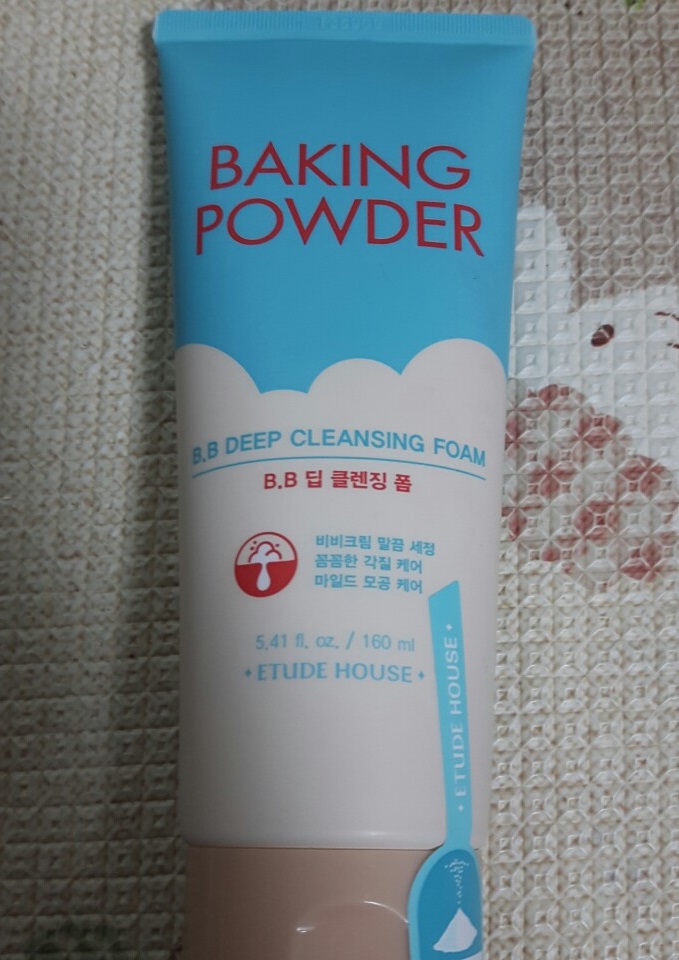 BAKING
POWDER
B.B DEEP CLEANSING FOAM
B.B 딥 클렌징 폼
비비크림 말끔 세정
꼼꼼한 각질 케어
마일드 모공 케어
5.41 fl. oz. / 160 ml
ETUDE HOUSE
ETUDE HOUSE